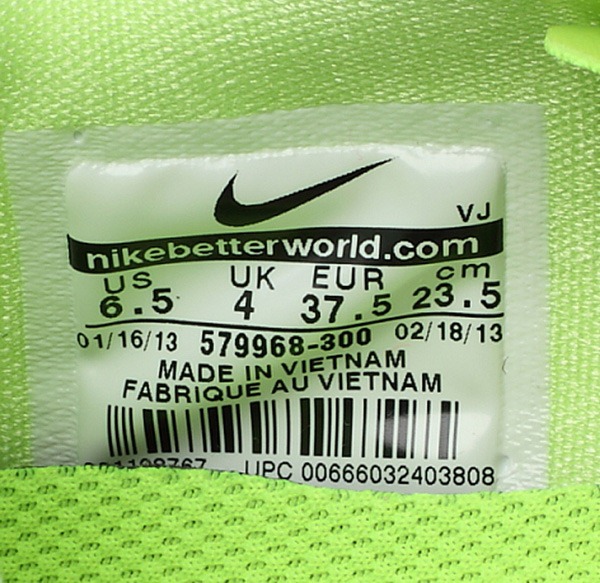 VJ
nikebetterworld.com
US UK EUR cm
6.5 4 37.5 23.5
01/16/13 579968-300 02/18/13
MADE IN VIETNAM
FABRIQUE AU VIETNAM
UPC 00666032403808